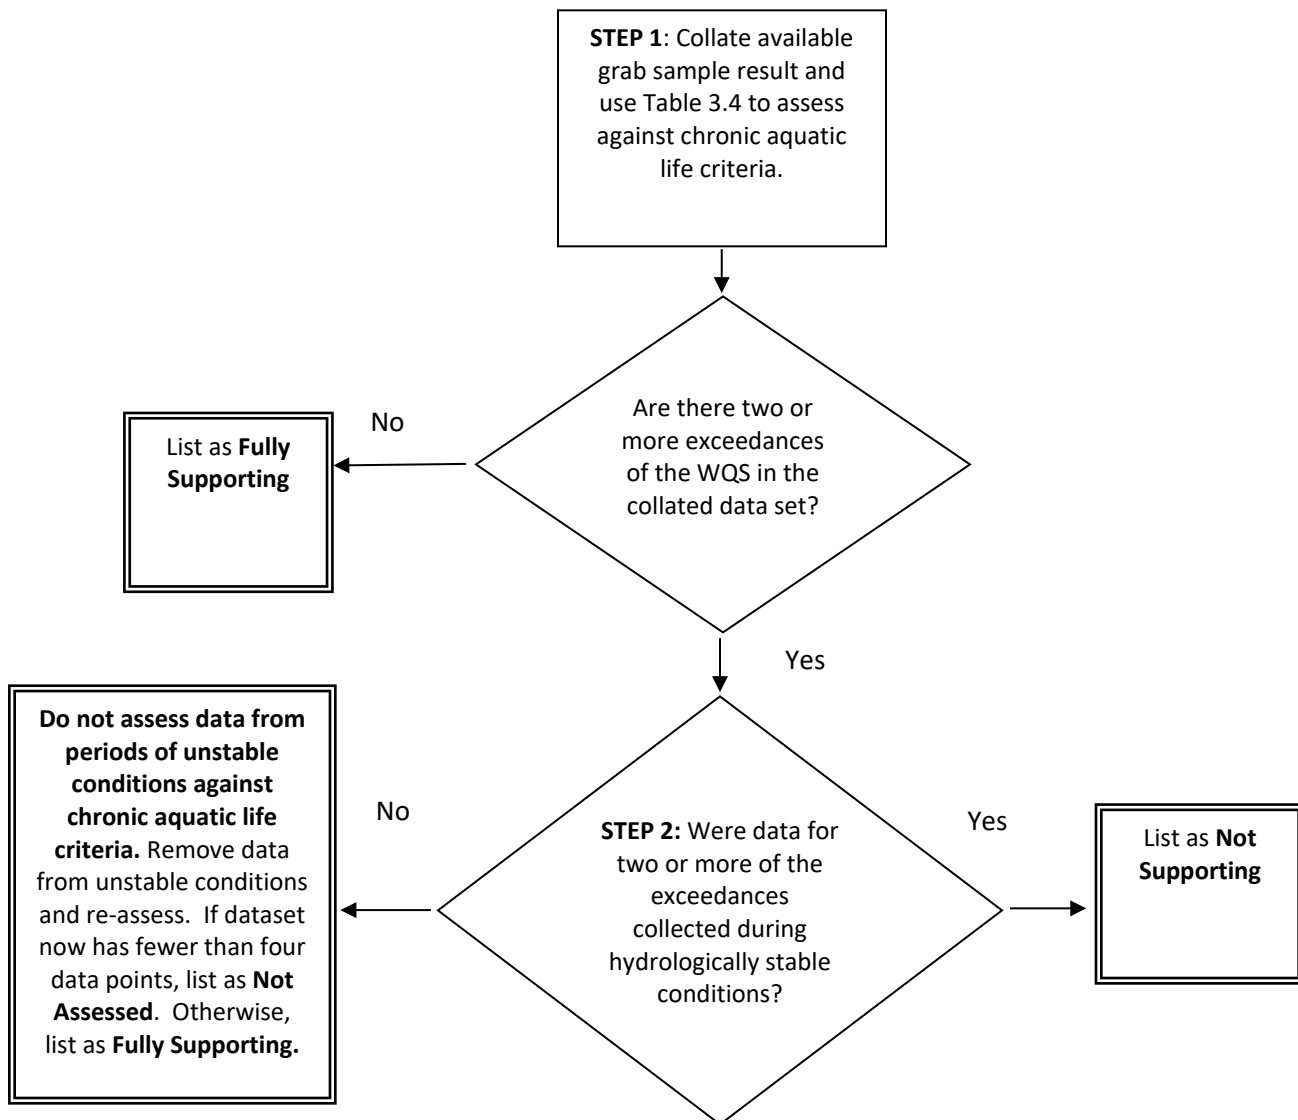 STEP 1: Collate available
grab sample result and
use Table 3.4 to assess
against chronic aquatic
life criteria.
Are there two or
more exceedances
of the WQS in the
collated data set?
No
List as Fully
Supporting
Yes
STEP 2: Were data for
two or more of the
exceedances
collected during
hydrologically stable
conditions?
No
Do not assess data from
periods of unstable
conditions against
chronic aquatic life
criteria. Remove data
from unstable conditions
and re-assess.  If dataset
now has fewer than four
data points, list as Not
Assessed.  Otherwise,
list as Fully Supporting.
Yes
List as Not
Supporting